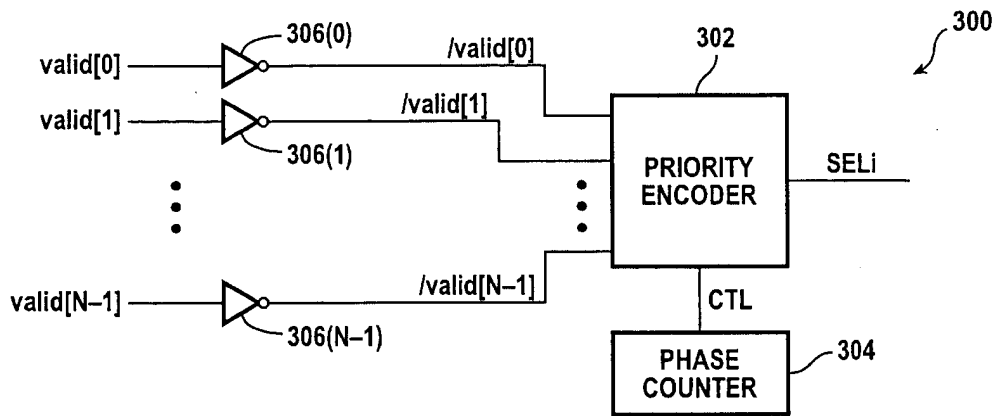 300
306(0)
302
valid[0]
/valid[0]
valid[1]
/valid[1]
306(1)
PRIORITY
ENCODER
SELi
valid[N–1]
/valid[N–1]
306(N–1)
CTL
PHASE
COUNTER
304